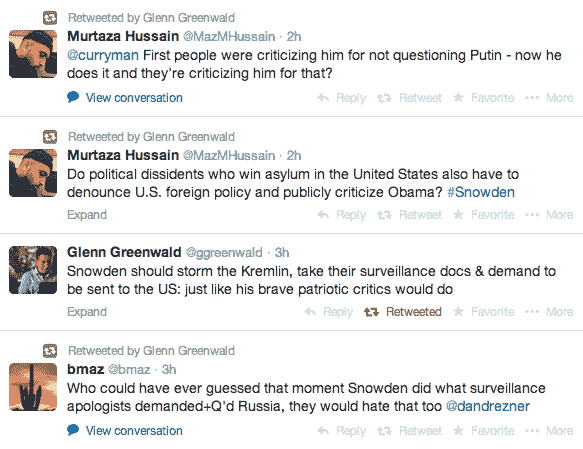 Retweeted by Glenn Greenwald
Murtaza Hussain @MazMHussain · 2h
@curryman First people were criticizing him for not questioning Putin - now he
does it and they're criticizing him for that?
View conversation Reply Retweet Favorite More
Retweeted by Glenn Greenwald
Murtaza Hussain @MazMHussain · 2h
Do political dissidents who win asylum in the United States also have to
denounce U.S. foreign policy and publicly criticize Obama? #Snowden
Expand Reply Retweet Favorite More
Glenn Greenwald @ggreenwald · 3h
Snowden should storm the Kremlin, take their surveillance docs & demand to
be sent to the US: just like his brave patriotic critics would do
Expand Reply Retweeted Favorite More
Retweeted by Glenn Greenwald
bmaz @bmaz · 3h
Who could have ever guessed that moment Snowden did what surveillance
apologists demanded+Q'd Russia, they would hate that too @dandrezner
View conversation Reply Retweet Favorite More